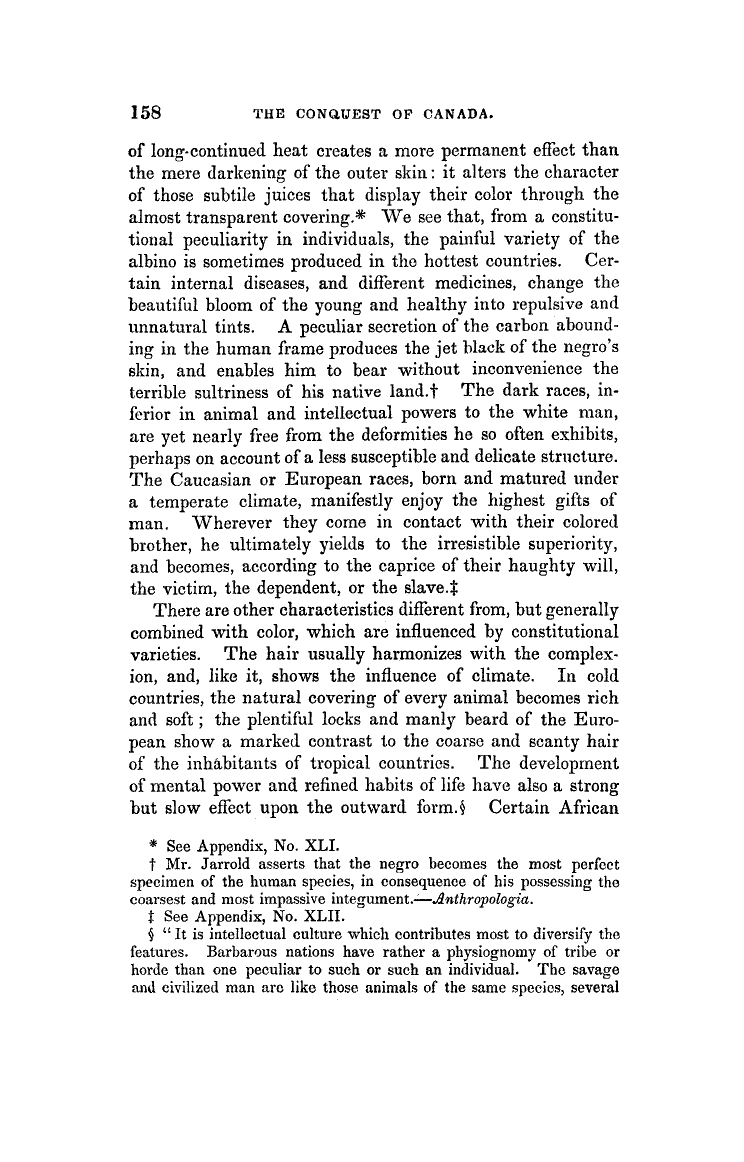 158 THE CONQUEST OF CANADA.
of long-continued heat creates a more permanent effect than
the mere darkening of the outer skin: it alters the character
of those subtile juices that display their color through the
almost transparent covering.* We see that, from a constitu-
tional peculiarity in individuals, the painful variety of the
albino is sometimes produced in the hottest countries. Cer-
tain internal diseases, and different medicines, change the
beautiful bloom of the young and healthy into repulsive and
unnatural tints. A peculiar secretion of the carbon abound-
ing in the human frame produces the jet black of the negro's
skin, and enables him to bear without inconvenience the
terrible sultriness of his native land.† The dark races, in-
ferior in animal and intellectual powers to the white man,
are yet nearly free from the deformities he so often exhibits,
perhaps on account of a less susceptible and delicate structure.
The Caucasian or European races, born and matured under
a temperate climate, manifestly enjoy the highest gifts of
man. Wherever they come in contact with their colored
brother, he ultimately yields to the irresistible superiority,
and becomes, according to the caprice of their haughty will,
the victim, the dependent, or the slave.‡
There are other characteristics different from, but generally
combined with color, which are influenced by constitutional
varieties. The hair usually harmonizes with the complex-
ion, and, like it, shows the influence of climate. In cold
countries, the natural covering of every animal becomes rich
and soft; the plentiful locks and manly beard of the Euro-
pean show a marked contrast to the coarse and scanty hair
of the inhabitants of tropical countries. The development
of mental power and refined habits of life have also a strong
but slow effect upon the outward form.§ Certain African
* See Appendix, No. XLI.
† Mr. Jarrold asserts that the negro becomes the most perfect
specimen of the human species, in consequence of his possessing the
coarsest and most impassive integument.—Anthropologia.
‡ See Appendix, No. XLII.
§ "It is intellectual culture which contributes most to diversify the
features. Barbarous nations have rather a physiognomy of tribe or
horde than one peculiar to such or such an individual. The savage
and civilized man are like those animals of the same species, several